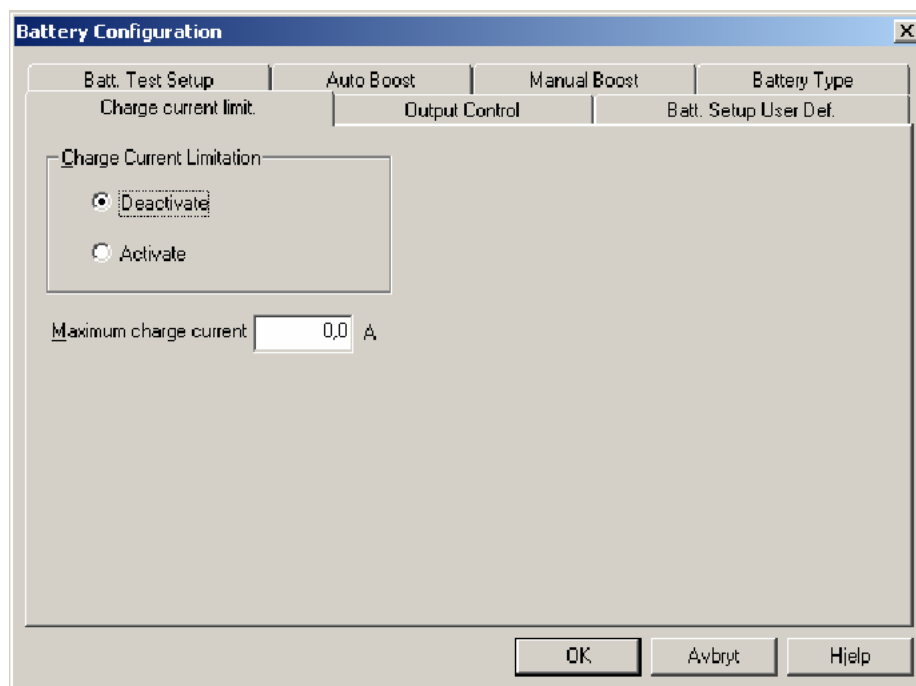 Battery Configuration
Batt. Test Setup
Auto Boost
Manual Boost
Battery Type
Charge current limit.
Output Control
Batt. Setup User Def.
Charge Current Limitation
Deactivate
Activate
Maximum charge current 0,0 A
OK
Avbryt
Hjelp